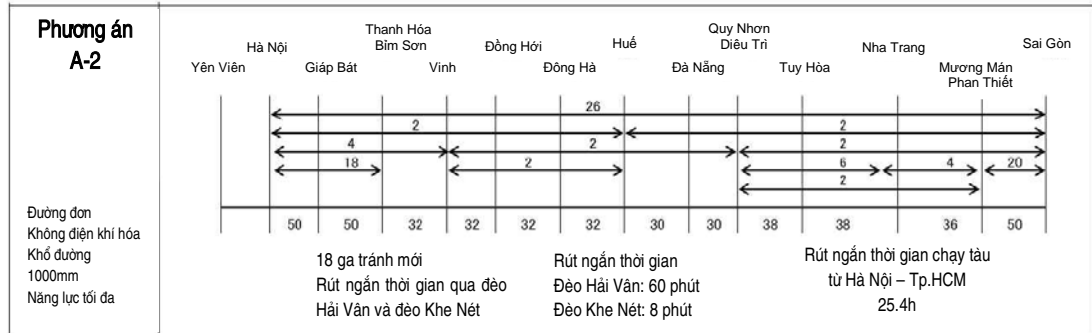 Phương án
A-2
Đường đơn
Không điện khí hóa
Khổ đường
1000mm
Năng lực tối đa
Hà Nội
Thanh Hóa
Bỉm Sơn
Đồng Hới
Huế
Quy Nhơn
Diêu Trì
Nha Trang
Sai Gòn
Yên Viên
Giáp Bát
Vinh
Đông Hà
Đà Nẵng
Tuy Hòa
Mương Mán
Phan Thiết
26
2 2
4 2 2
18 2 6 4 20
2
50 50 32 32 32 32 30 30 38 38 36 50
18 ga tránh mới
Rút ngắn thời gian qua đèo
Hải Vân và đèo Khe Nét
Rút ngắn thời gian
Đèo Hải Vân: 60 phút
Đèo Khe Nét: 8 phút
Rút ngắn thời gian chạy tàu
từ Hà Nội – Tp.HCM
25.4h